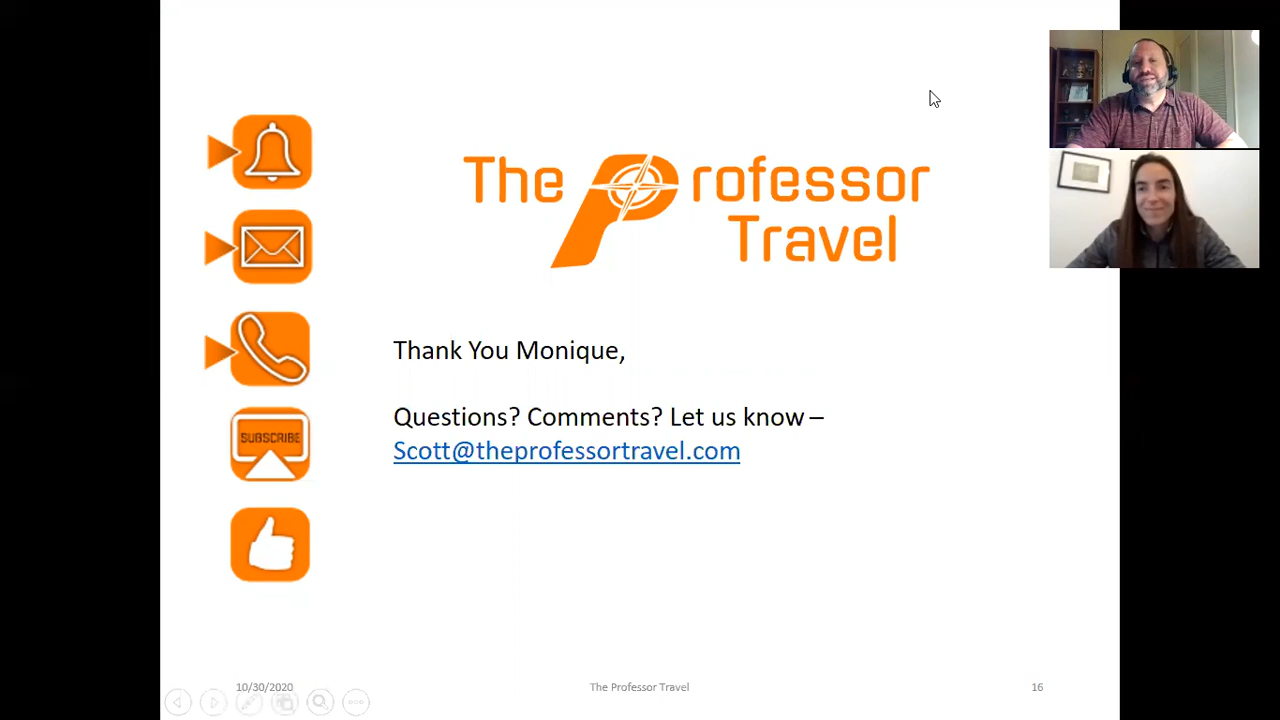 The Professor
Travel
Thank You Monique,
Questions? Comments? Let us know –
Scott@theprofessortravel.com
SUBSCRIBE
10/30/2020
The Professor Travel
16